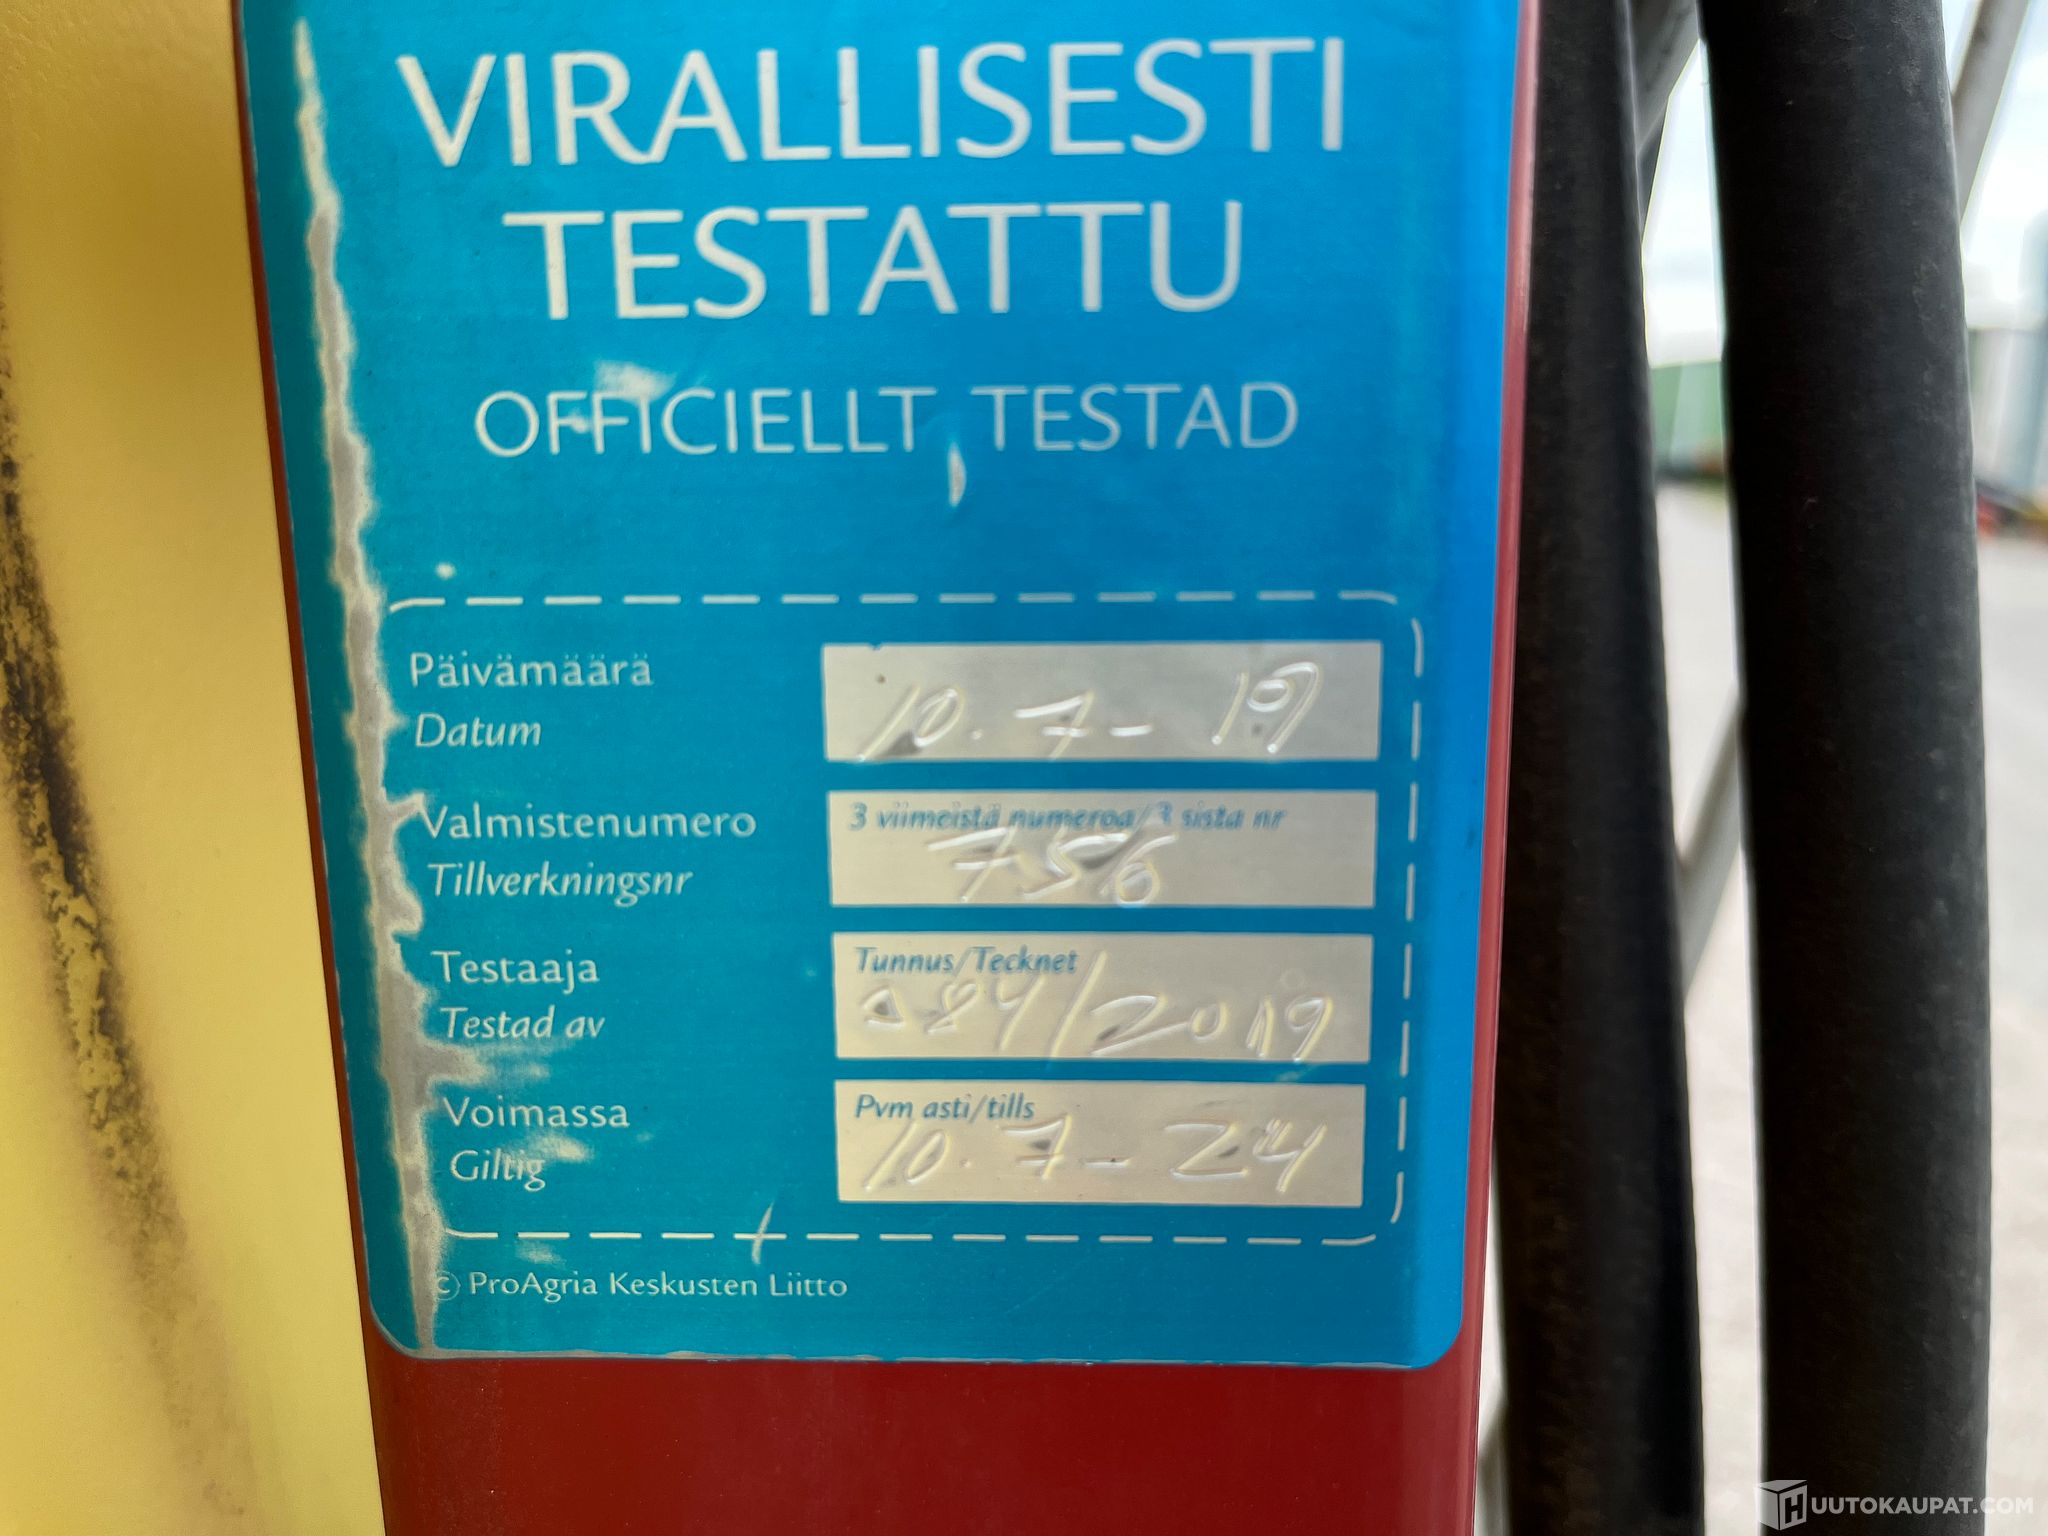 VIRALLISESTI
TESTATTU
OFFICIELLT TESTAD
Päivämäärä
Datum
10.7-19
Valmistenumero
Tillverkningsnr
3 viimeistä numeroa/3 sista nr
756
Testaaja
Testad av
Tunnus/Tecknet
084/2019
Voimassa
Giltig
Pvm asti/tills
10.7-24
© ProAgria Keskusten Liitto
HUUTOKAUPAT.COM